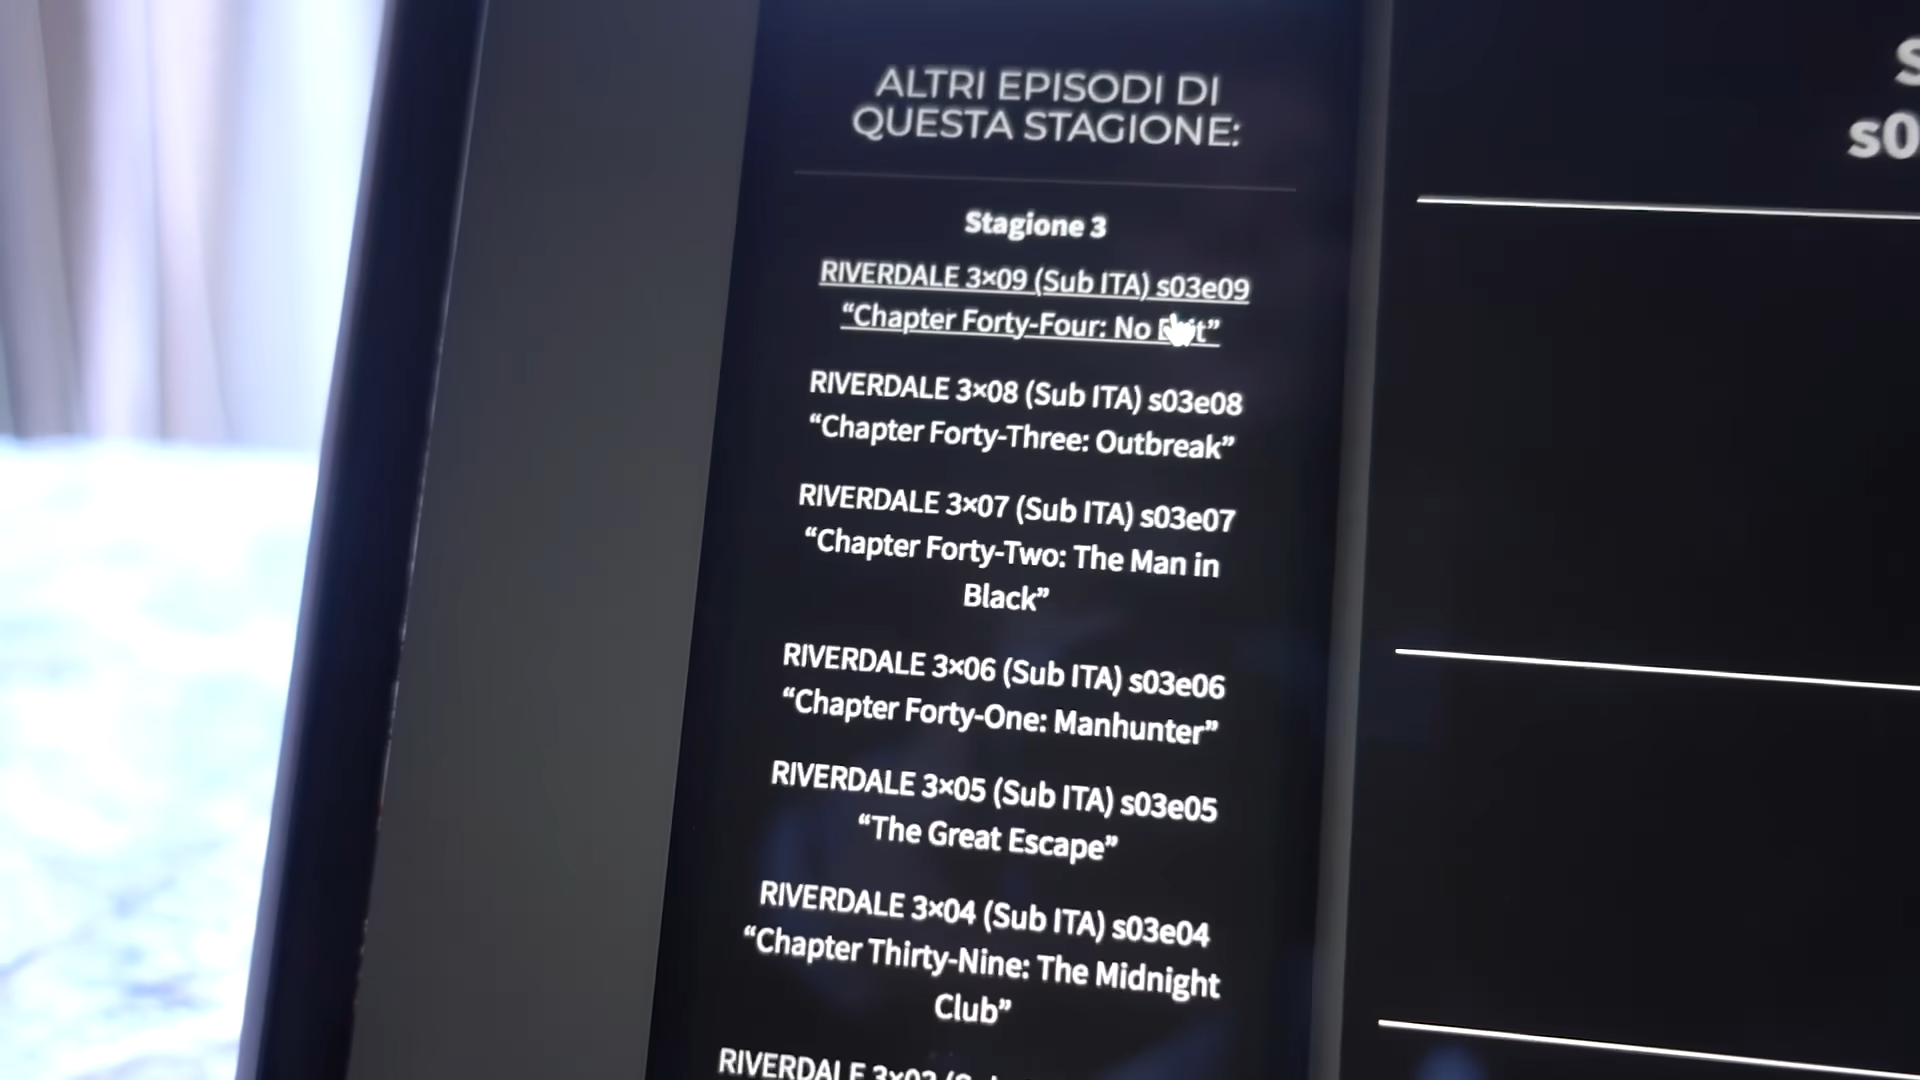 ALTRI EPISODI DI
QUESTA STAGIONE:
Stagione 3
RIVERDALE 3×09 (Sub ITA) s03e09
“Chapter Forty-Four: No
RIVERDALE 3×08 (Sub ITA) s03e08
“Chapter Forty-Three: Outbreak”
RIVERDALE 3×07 (Sub ITA) s03e07
“Chapter Forty-Two: The Man in
Black”
RIVERDALE 3×06 (Sub ITA) s03e06
“Chapter Forty-One: Manhunter”
RIVERDALE 3×05 (Sub ITA) s03e05
“The Great Escape”
RIVERDALE 3×04 (Sub ITA) s03e04
“Chapter Thirty-Nine: The Midnight
Club”
RIVERDALE